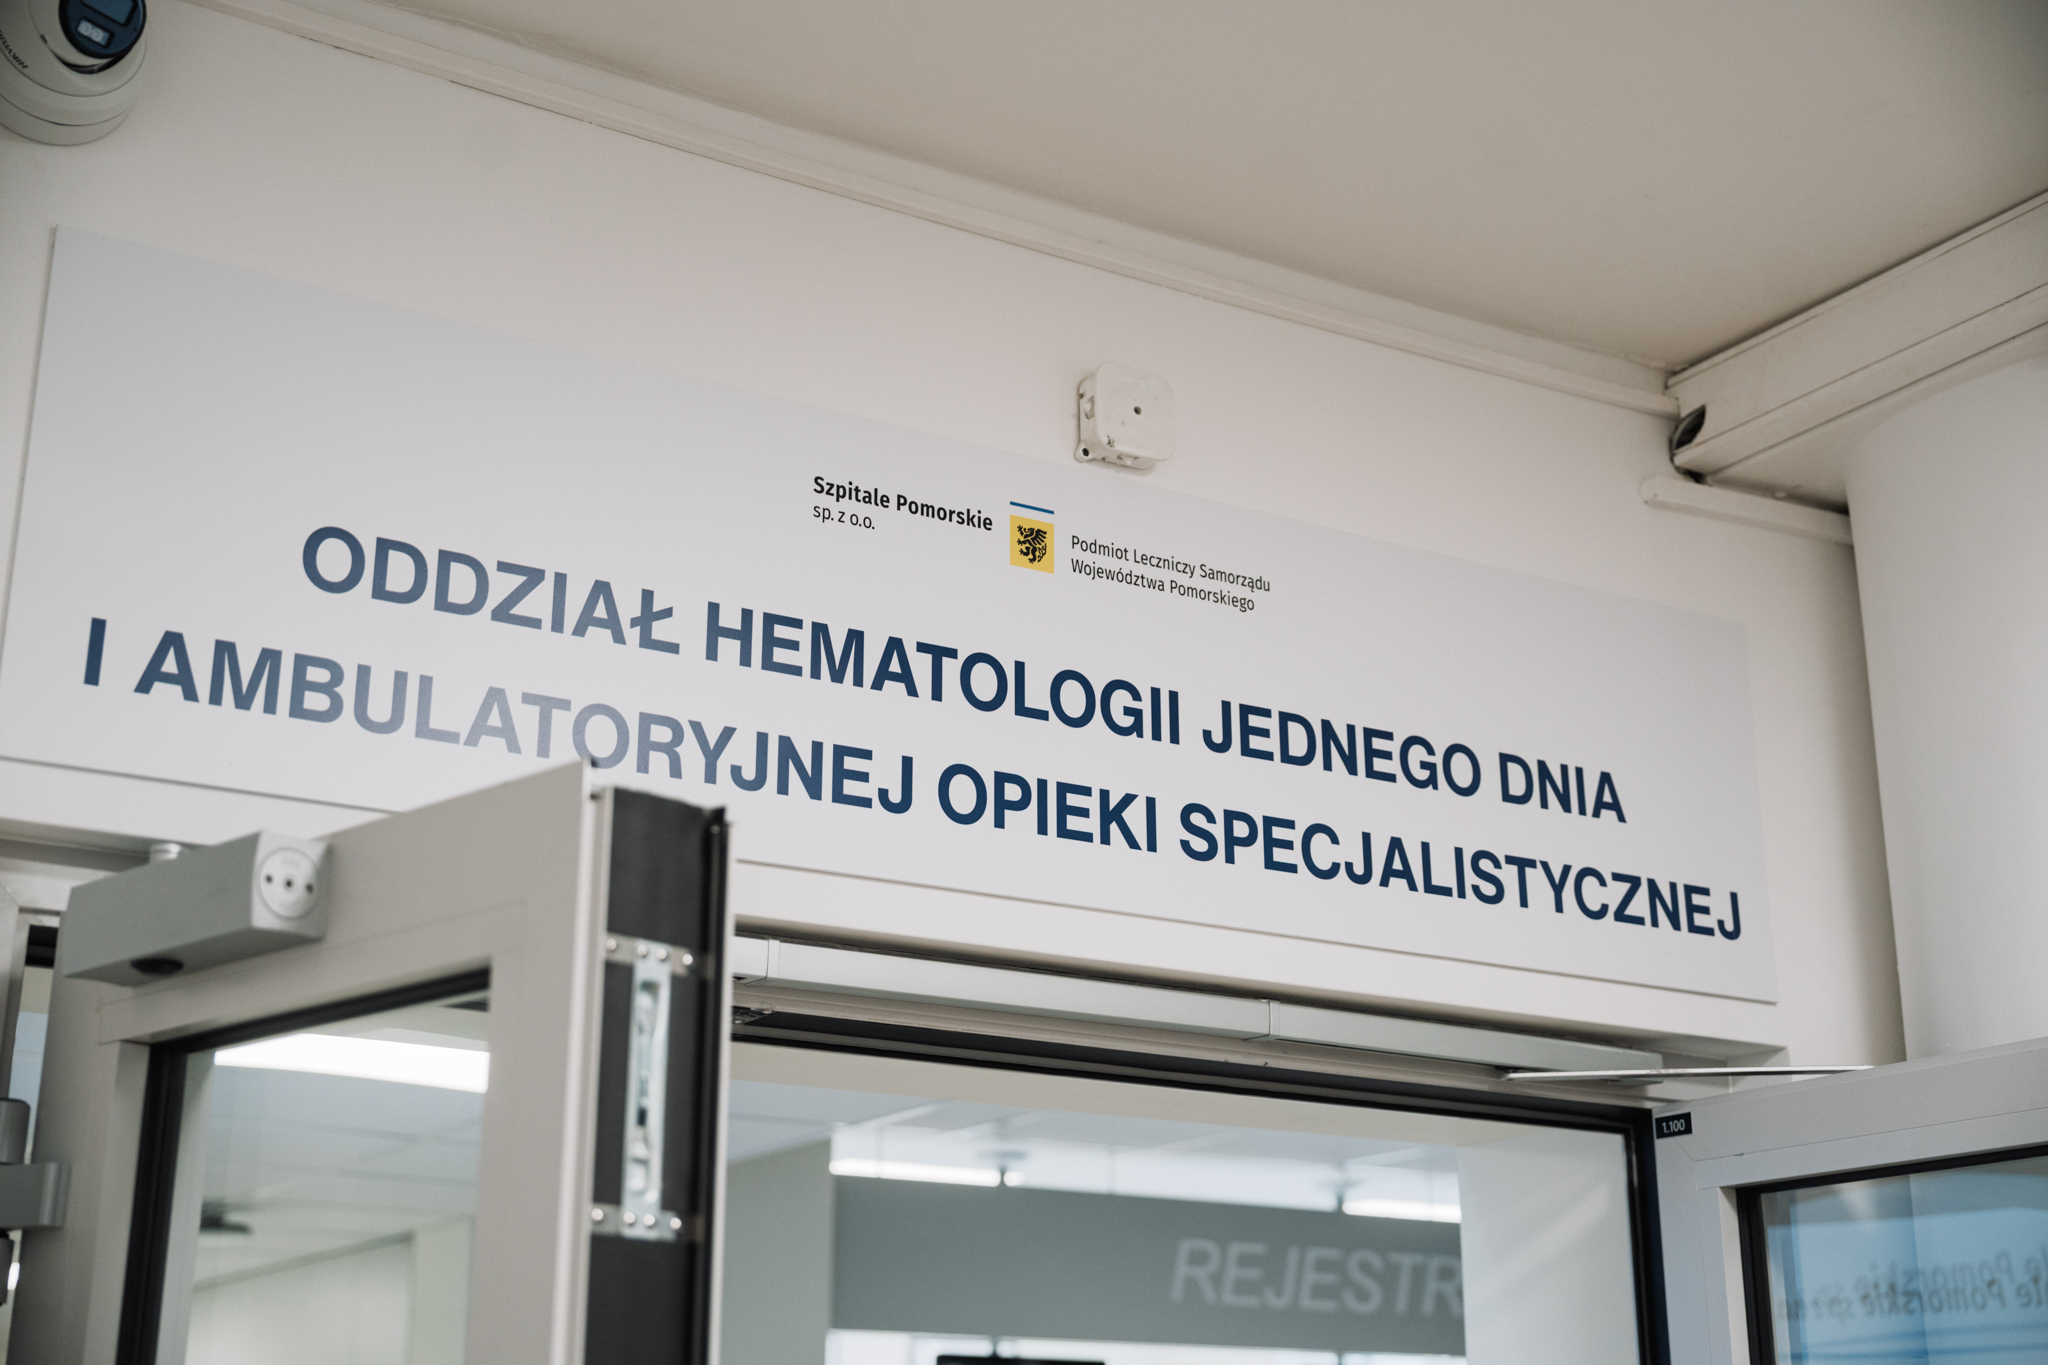 Szpitale Pomorskie
sp. z o.o.
Podmiot Leczniczy Samorządu
Województwa Pomorskiego
ODDZIAŁ HEMATOLOGII JEDNEGO DNIA
I AMBULATORYJNEJ OPIEKI SPECJALISTYCZNEJ
1.100
REJESTR